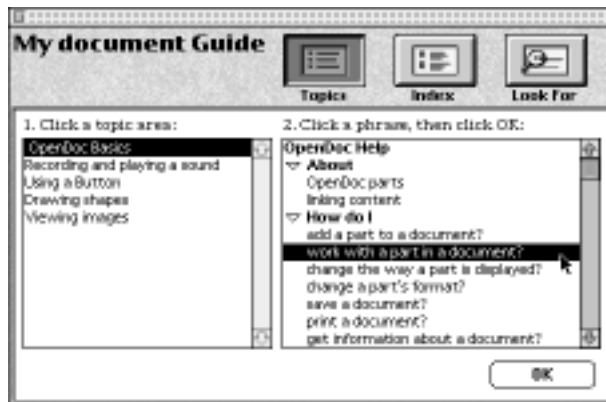 My document Guide
Topics
Index
Look For
1. Click a topic area:
OpenDoc Basics
Recording and playing a sound
Using a Button
Drawing shapes
Viewing images
2. Click a phrase, then click OK:
OpenDoc Help
About
OpenDoc parts
linking content
How do I
add a part to a document?
work with a part in a document?
change the way a part is displayed?
change a part's format?
save a document?
print a document?
get information about a document?
OK